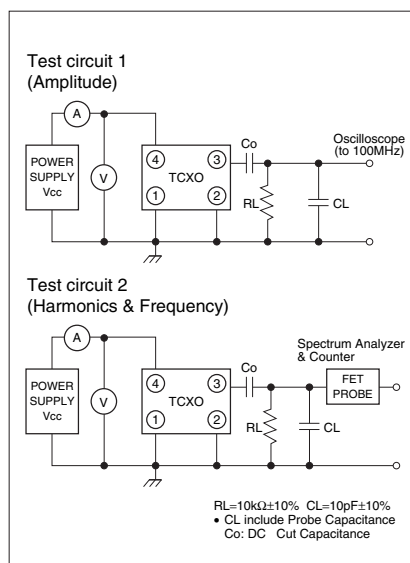 Test circuit 1
(Amplitude)
A
POWER
SUPPLY
Vcc
V
4
3
TCXO
1
2
Co
RL
CL
Oscilloscope
(to 100MHz)
Test circuit 2
(Harmonics & Frequency)
A
POWER
SUPPLY
Vcc
V
4
3
TCXO
1
2
Co
RL
CL
Spectrum Analyzer
& Counter
FET
PROBE
RL=10kΩ±10% CL=10pF±10%
• CL include Probe Capacitance
Co: DC Cut Capacitance